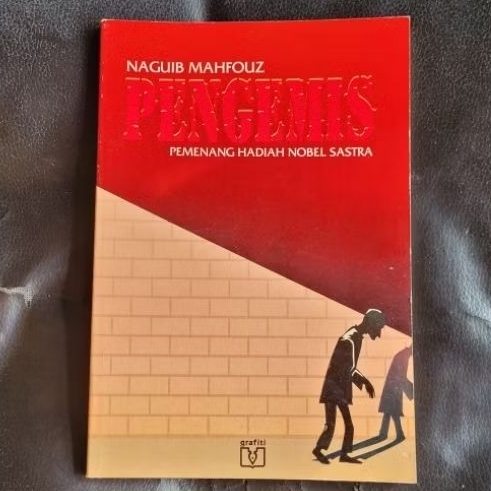 NAGUIB MAHFOUZ
PENGEMIS
PEMENANG HADIAH NOBEL SASTRA
grafiti